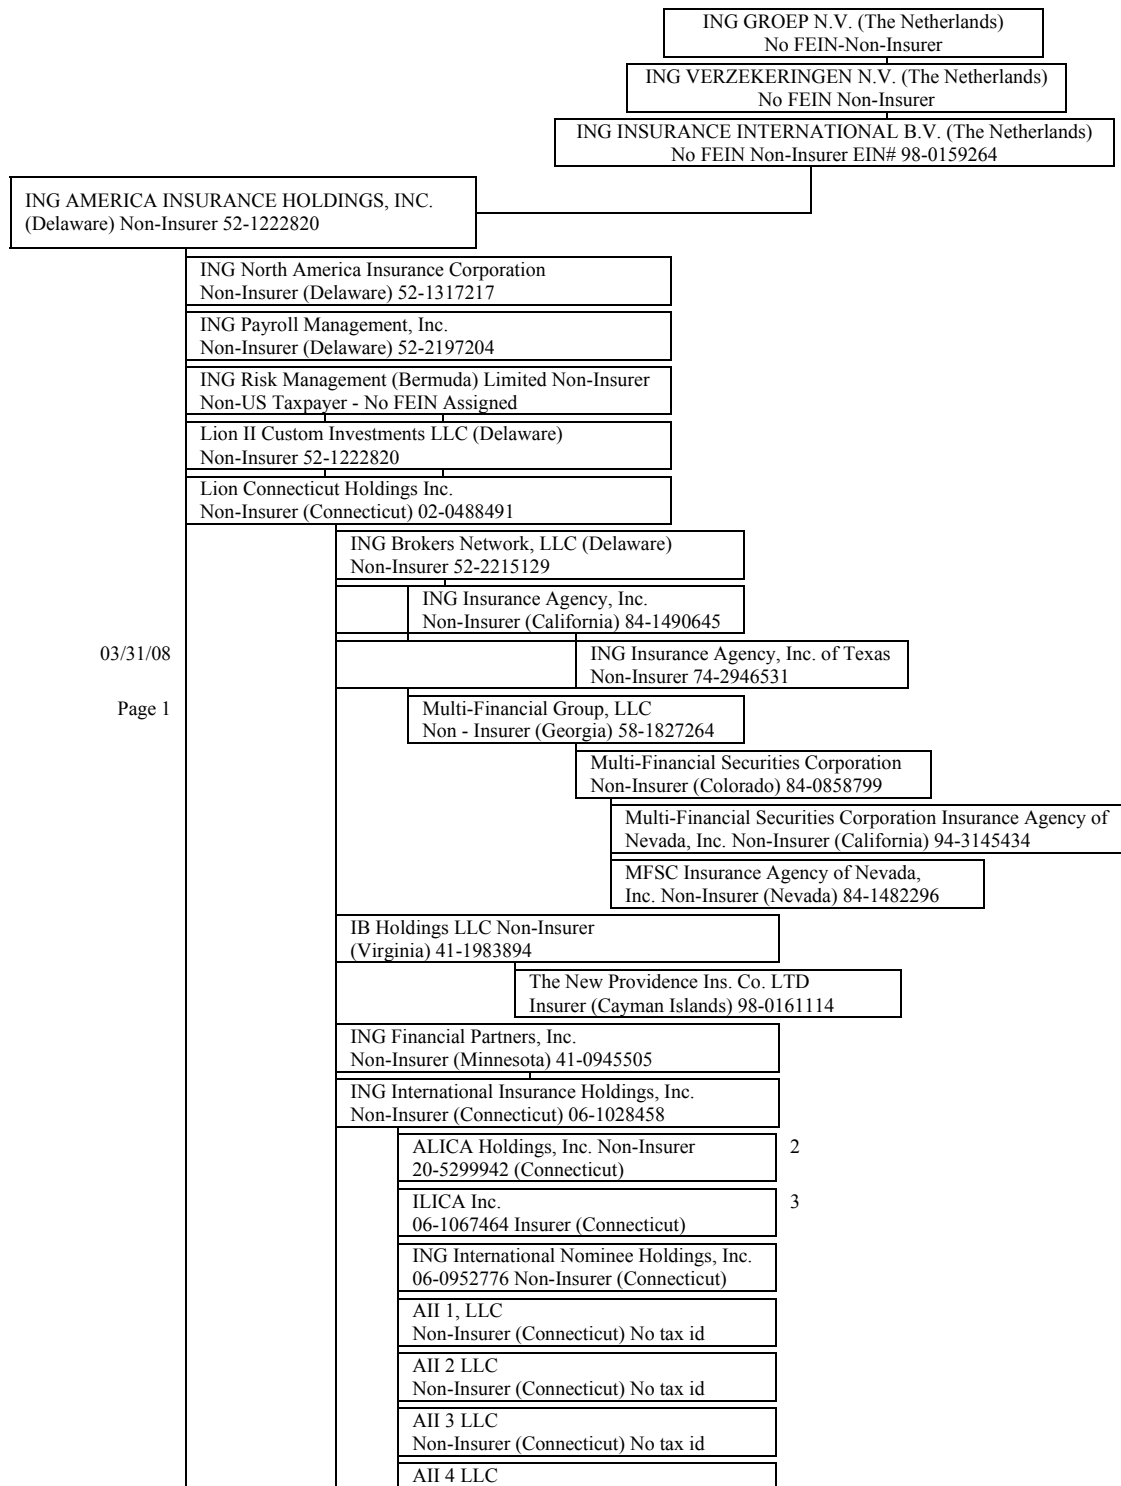 ING GROEP N.V. (The Netherlands)
No FEIN-Non-Insurer
ING VERZEKERINGEN N.V. (The Netherlands)
No FEIN Non-Insurer
ING INSURANCE INTERNATIONAL B.V. (The Netherlands)
No FEIN Non-Insurer EIN# 98-0159264
ING AMERICA INSURANCE HOLDINGS, INC.
(Delaware) Non-Insurer 52-1222820
ING North America Insurance Corporation
Non-Insurer (Delaware) 52-1317217
ING Payroll Management, Inc.
Non-Insurer (Delaware) 52-2197204
ING Risk Management (Bermuda) Limited Non-Insurer
Non-US Taxpayer - No FEIN Assigned
Lion II Custom Investments LLC (Delaware)
Non-Insurer 52-1222820
Lion Connecticut Holdings Inc.
Non-Insurer (Connecticut) 02-0488491
ING Brokers Network, LLC (Delaware)
Non-Insurer 52-2215129
ING Insurance Agency, Inc.
Non-Insurer (California) 84-1490645
03/31/08
ING Insurance Agency, Inc. of Texas
Non-Insurer 74-2946531
Page 1
Multi-Financial Group, LLC
Non - Insurer (Georgia) 58-1827264
Multi-Financial Securities Corporation
Non-Insurer (Colorado) 84-0858799
Multi-Financial Securities Corporation Insurance Agency of
Nevada, Inc. Non-Insurer (California) 94-3145434
MFSC Insurance Agency of Nevada,
Inc. Non-Insurer (Nevada) 84-1482296
IB Holdings LLC Non-Insurer
(Virginia) 41-1983894
The New Providence Ins. Co. LTD
Insurer (Cayman Islands) 98-0161114
ING Financial Partners, Inc.
Non-Insurer (Minnesota) 41-0945505
ING International Insurance Holdings, Inc.
Non-Insurer (Connecticut) 06-1028458
ALICA Holdings, Inc. Non-Insurer 2
20-5299942 (Connecticut)
ILICA Inc. 3
06-1067464 Insurer (Connecticut)
ING International Nominee Holdings, Inc.
06-0952776 Non-Insurer (Connecticut)
AII 1, LLC
Non-Insurer (Connecticut) No tax id
AII 2 LLC
Non-Insurer (Connecticut) No tax id
AII 3 LLC
Non-Insurer (Connecticut) No tax id
AII 4 LLC